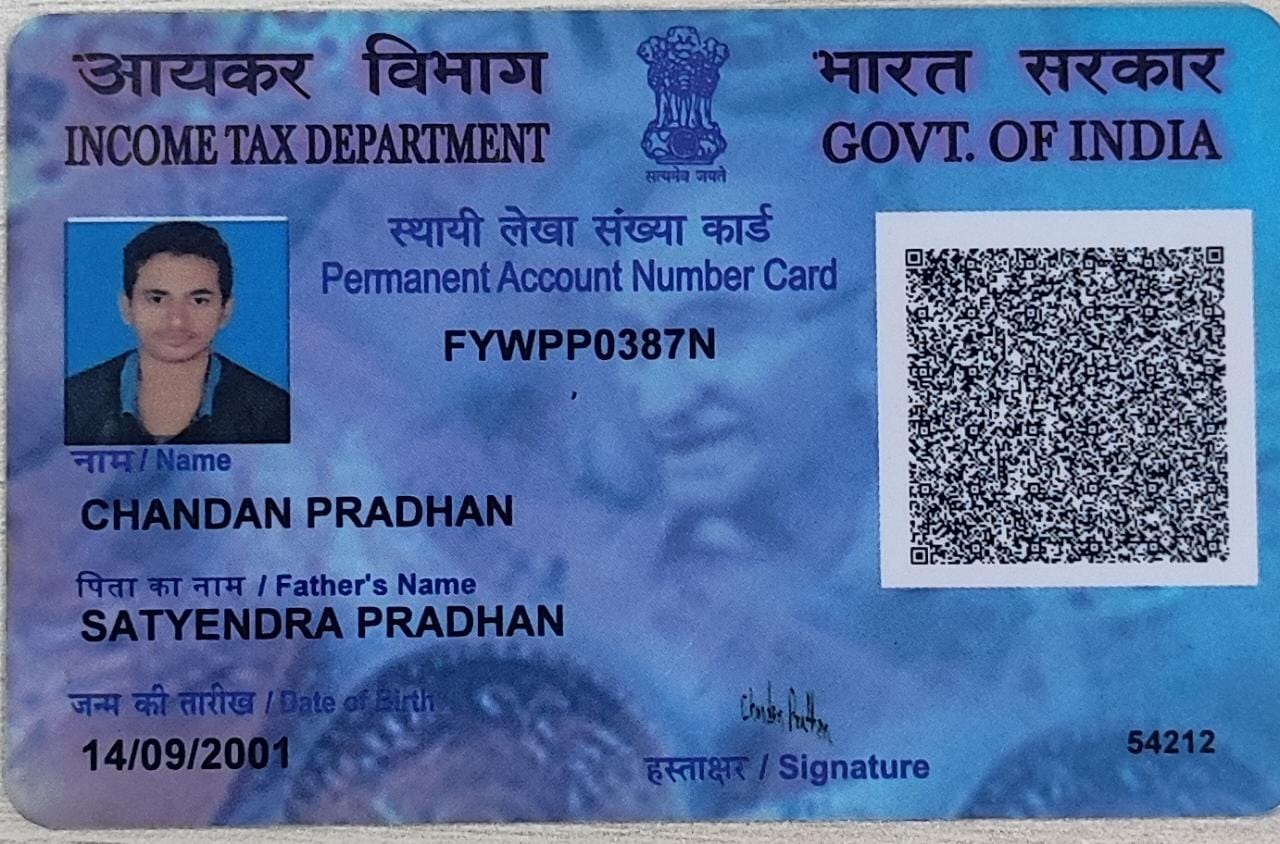 आयकर विभाग
INCOME TAX DEPARTMENT
सत्यमेव जयते
भारत सरकार
GOVT. OF INDIA
स्थायी लेखा संख्या कार्ड
Permanent Account Number Card
FYWPP0387N
नाम / Name
CHANDAN PRADHAN
पिता का नाम / Father's Name
SATYENDRA PRADHAN
जन्म की तारीख / Date of Birth
14/09/2001
Chandan Pradhan
हस्ताक्षर / Signature
54212